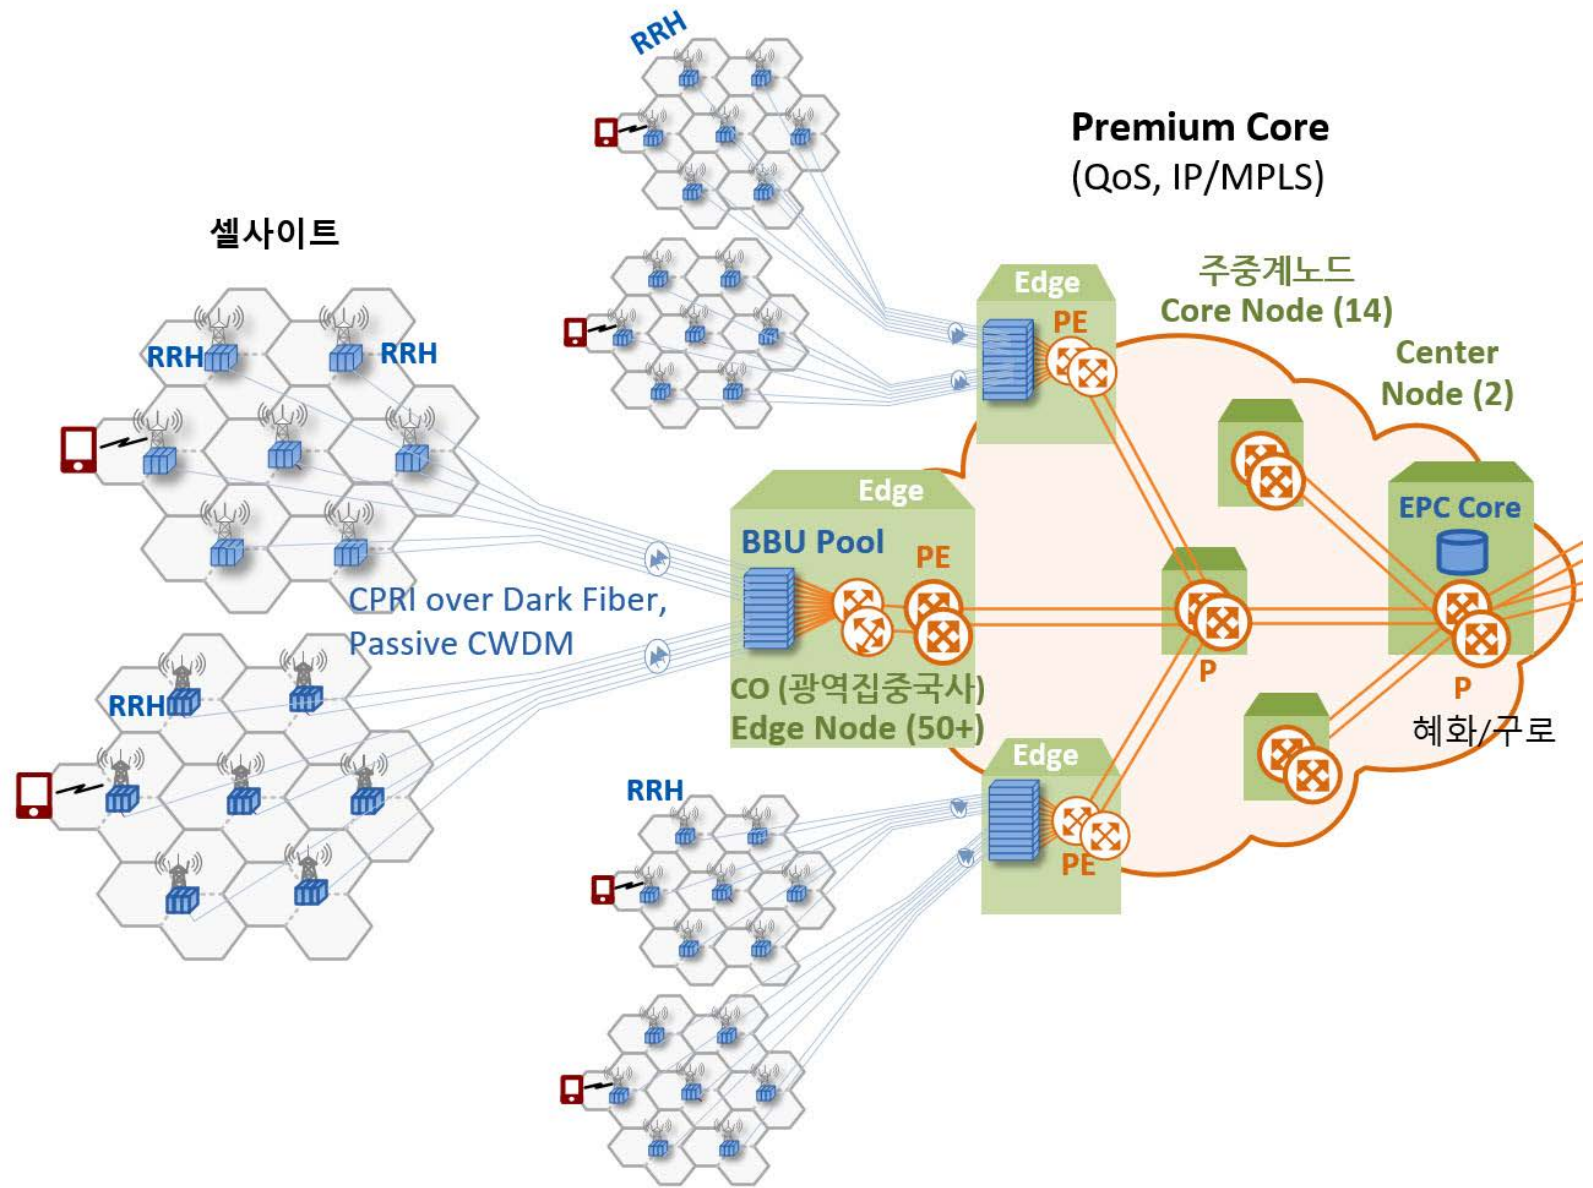 RRH
Premium Core
(QoS, IP/MPLS)
셀사이트
RRH
RRH
Edge
PE
주중계노드
Core Node (14)
Center
Node (2)
Edge
BBU Pool
PE
EPC Core
CPRI over Dark Fiber,
Passive CWDM
CO (광역집중국사)
Edge Node (50+)
P
P
혜화/구로
RRH
Edge
PE
RRH